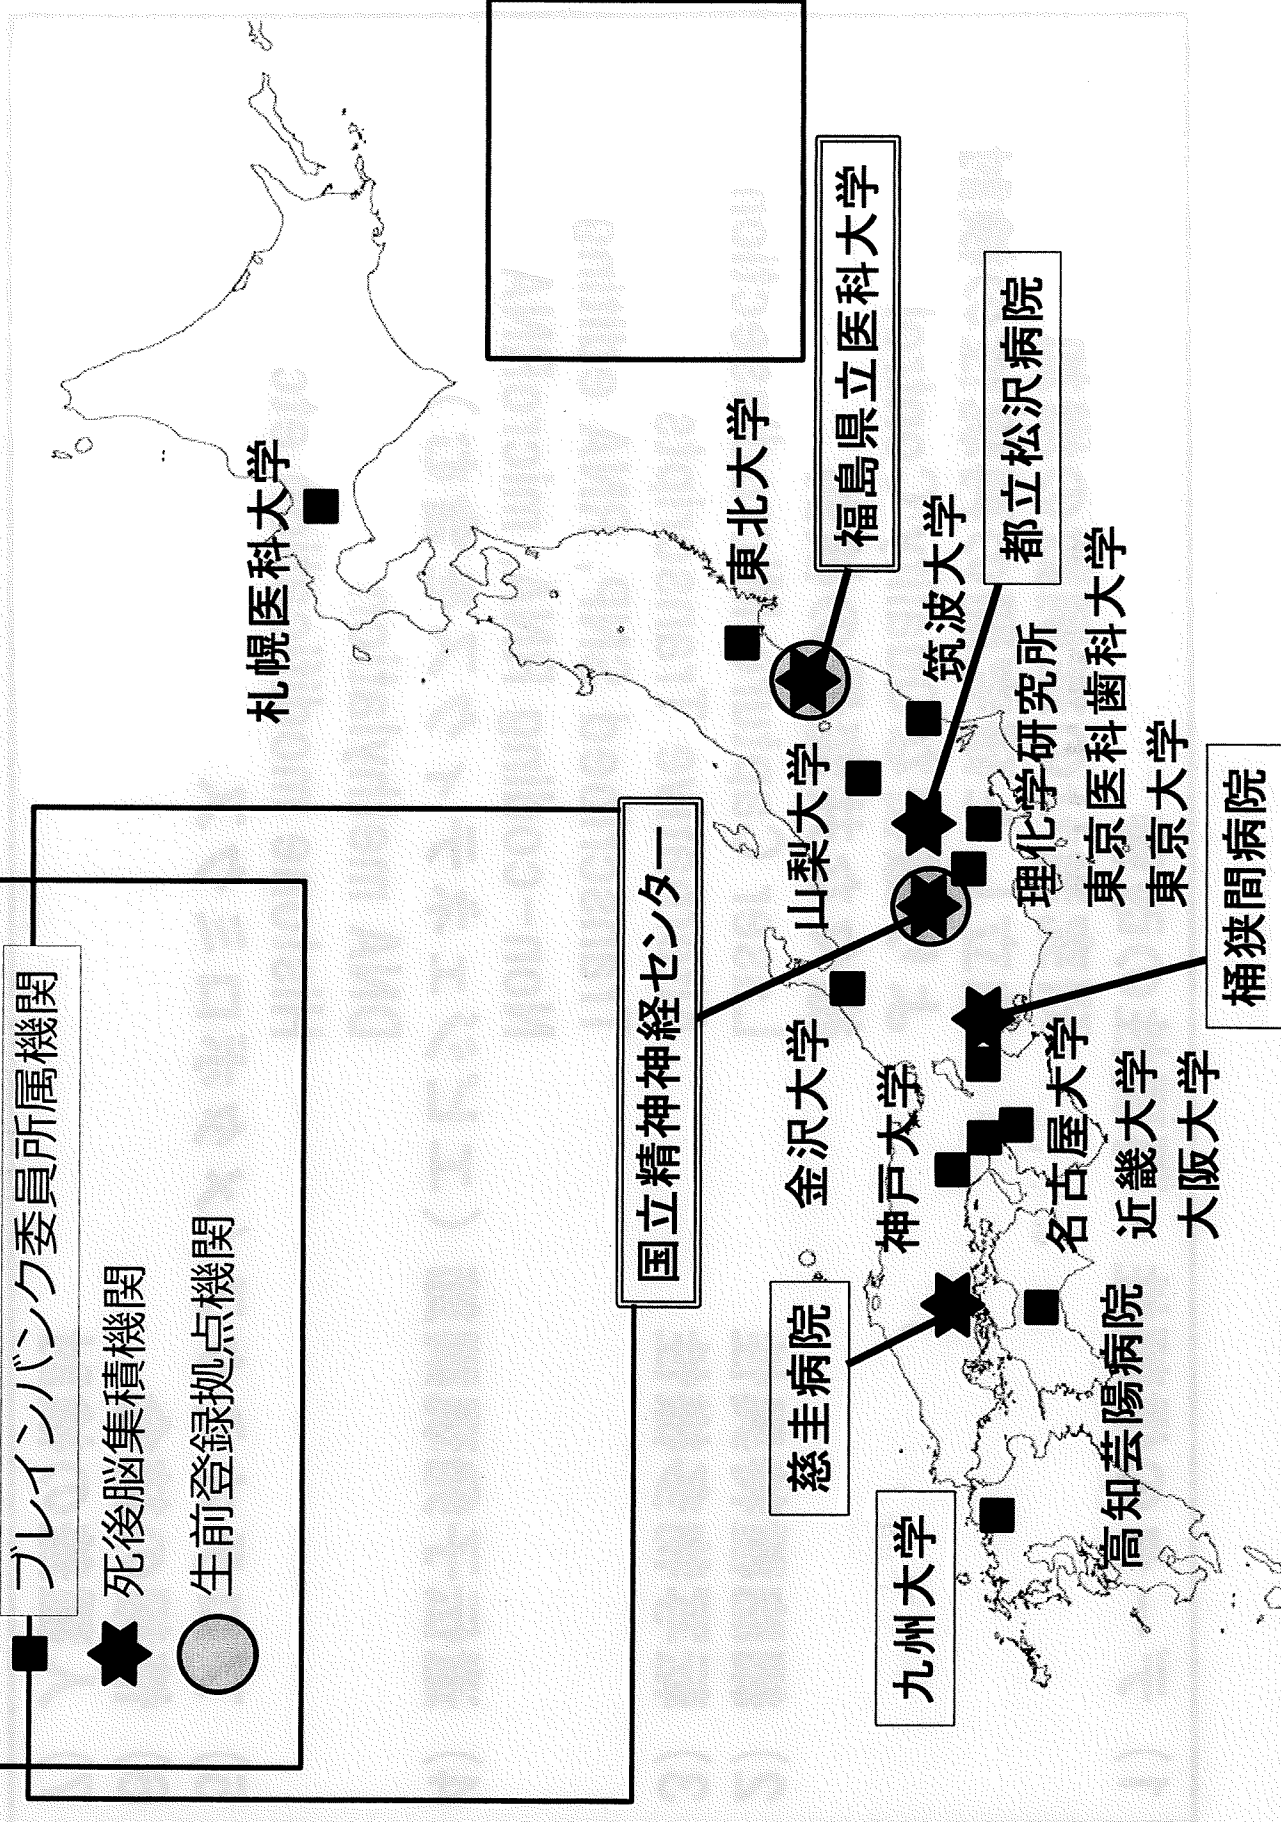 ブレインバンク委員所属機関
死後脳集積機関
生前登録拠点機関
札幌医科大学
国立精神神経センター
東北大学
福島県立医科大学
山梨大学
筑波大学
都立松沢病院
金沢大学
神戸大学
理化学研究所
東京医科歯科大学
東京大学
慈圭病院
名古屋大学
近畿大学
大阪大学
桶狭間病院
九州大学
高知芸陽病院